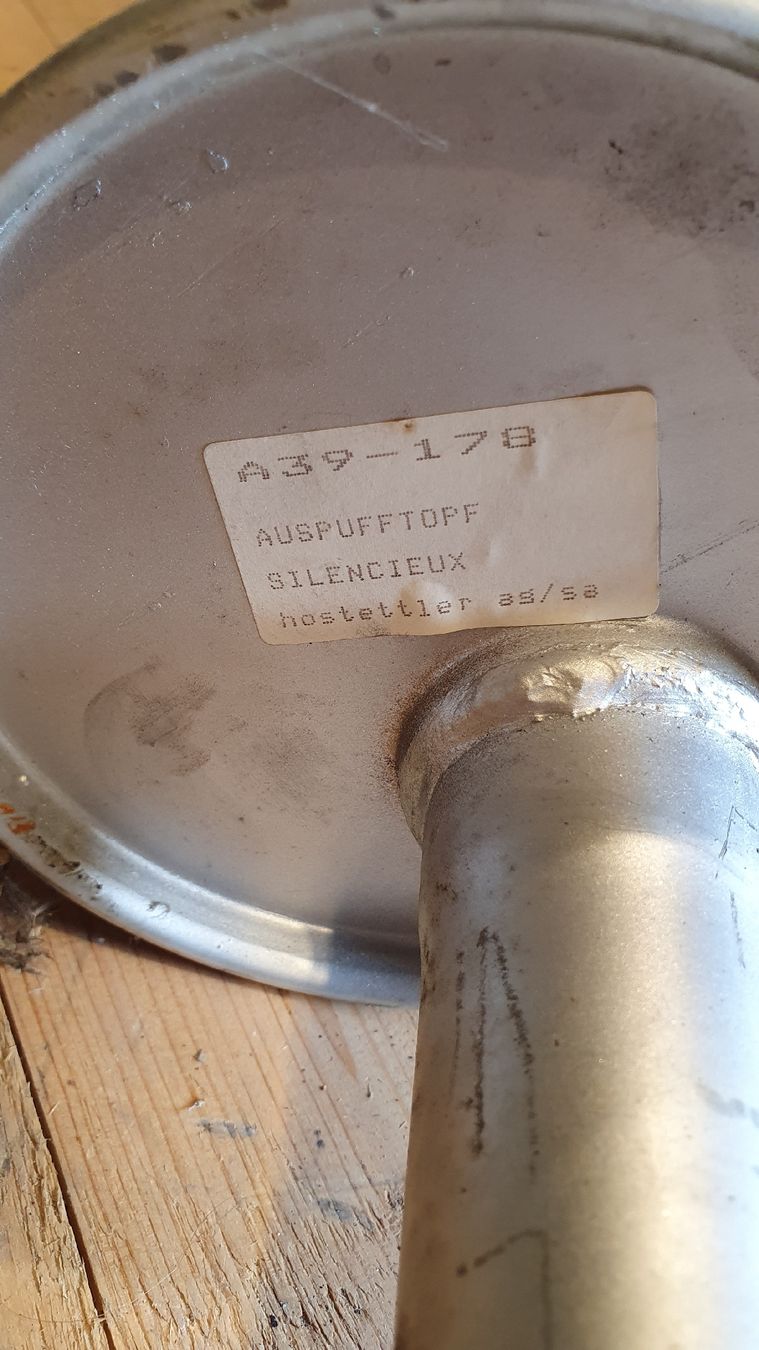 A39-178
AUSPUFFTOPF
SILENCIEUX
hostettler ag/sa